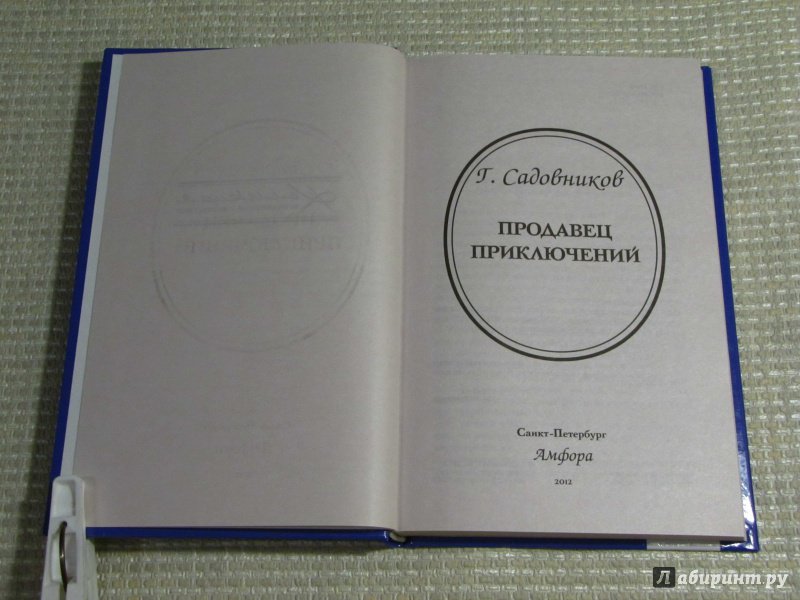 Г. Садовников
ПРОДАВЕЦ
ПРИКЛЮЧЕНИЙ
Санкт-Петербург
Амфора
2012
Лабиринт.ру